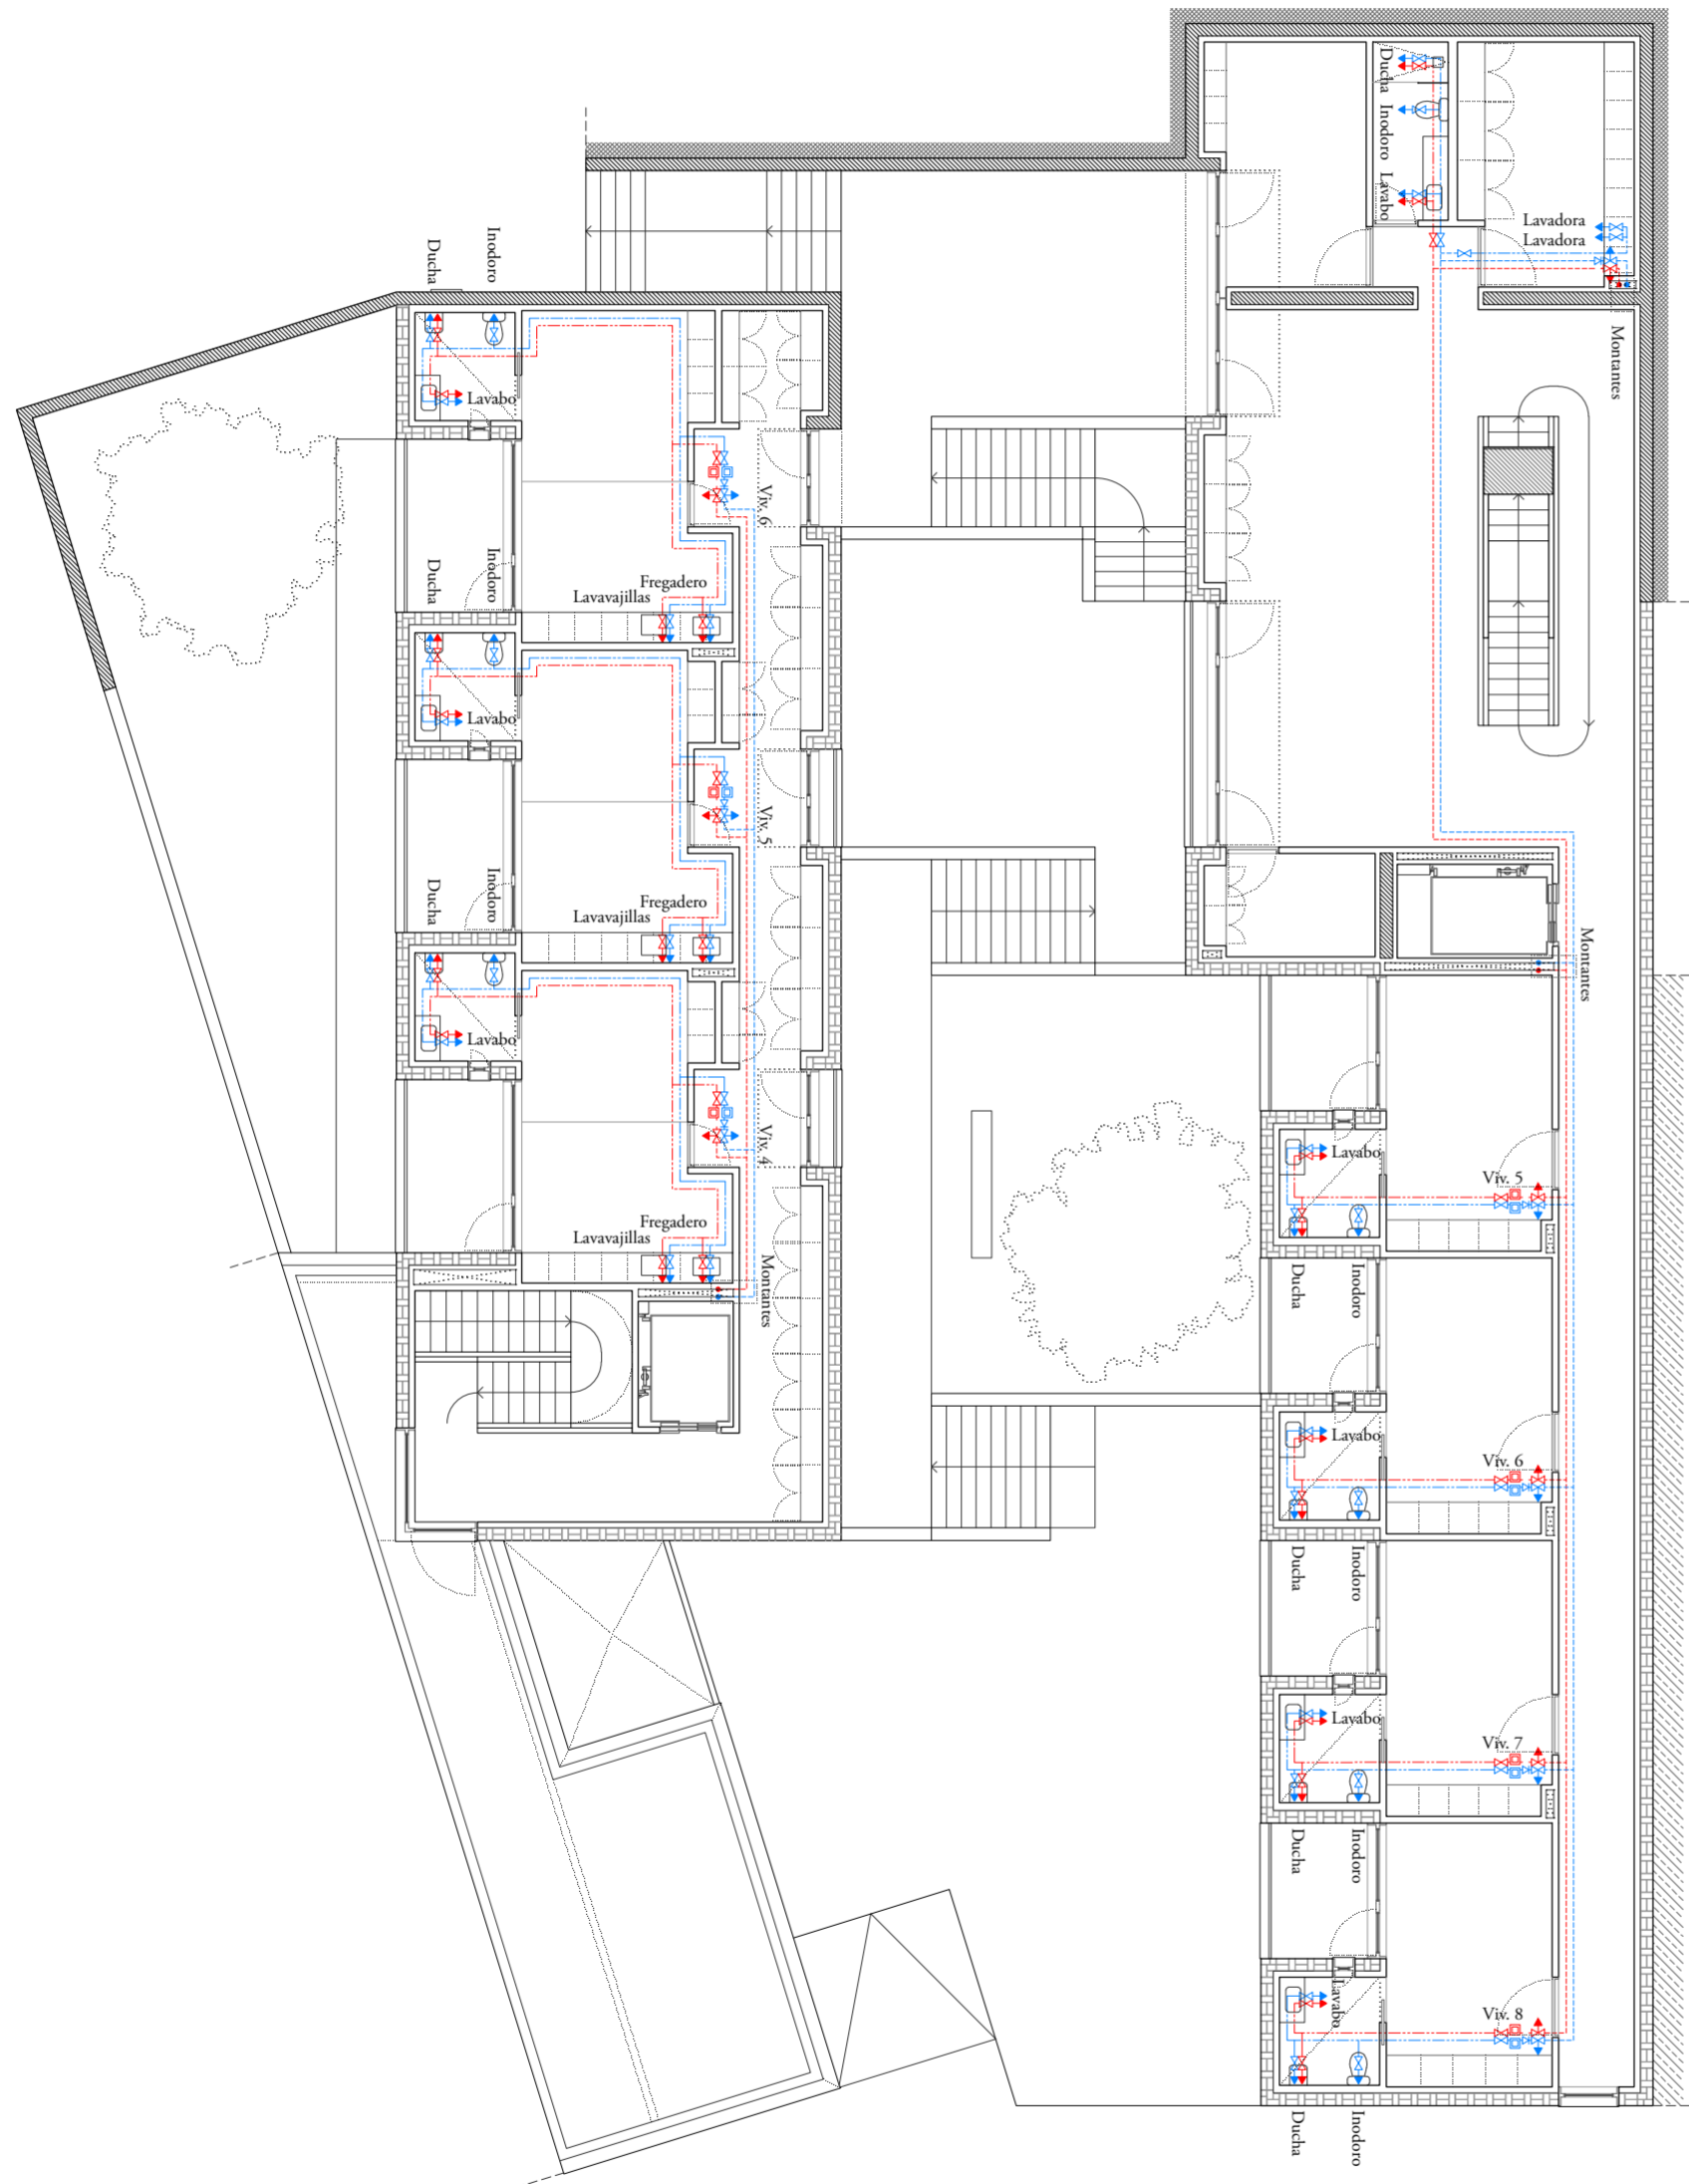 Ducha
Inodoro
Lavabo
Lavadora
Lavadora
Montantes
Ducha
Inodoro
Lavabo
Viv. 6
Fregadero
Lavavajillas
Ducha
Inodoro
Lavabo
Viv. 5
Fregadero
Lavavajillas
Ducha
Inodoro
Lavabo
Viv. 4
Fregadero
Lavavajillas
Montantes
Montantes
Lavabo
Viv. 5
Ducha
Inodoro
Lavabo
Viv. 6
Ducha
Inodoro
Lavabo
Viv. 7
Ducha
Inodoro
Lavabo
Viv. 8
Ducha
Inodoro